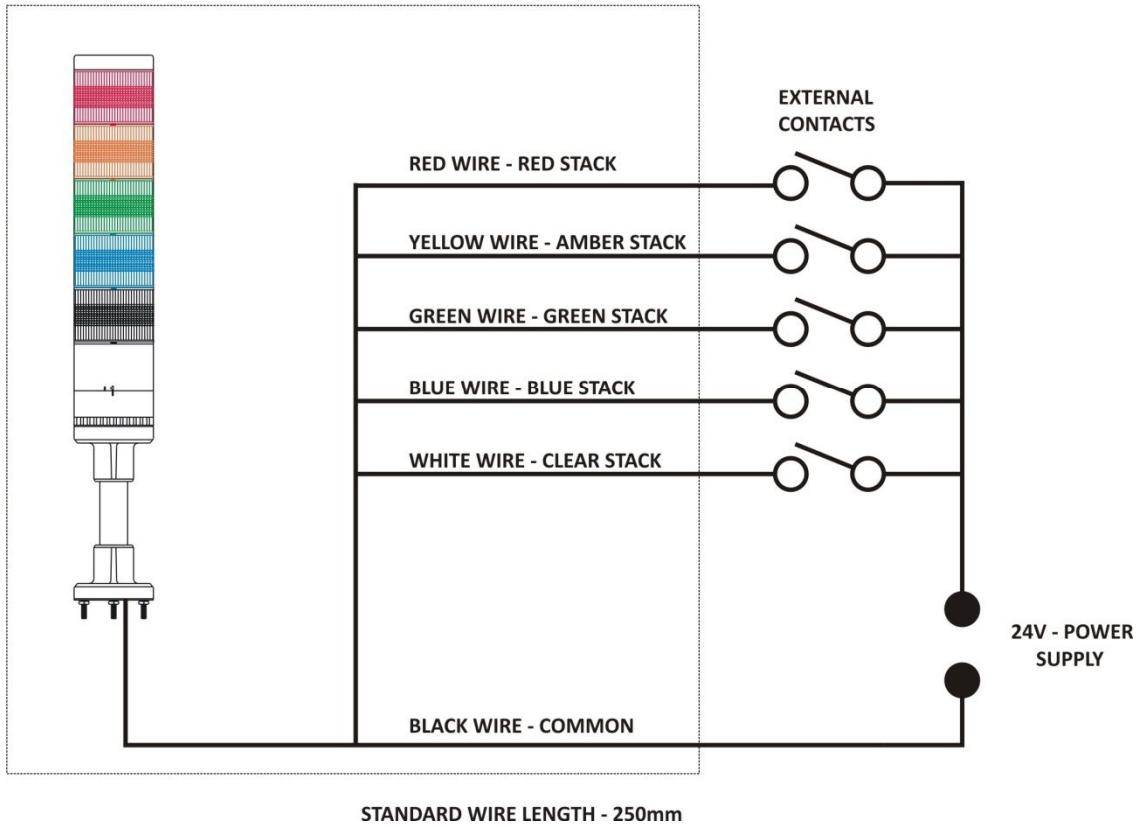 EXTERNAL
CONTACTS
RED WIRE - RED STACK
YELLOW WIRE - AMBER STACK
GREEN WIRE - GREEN STACK
BLUE WIRE - BLUE STACK
WHITE WIRE - CLEAR STACK
24V - POWER
SUPPLY
BLACK WIRE - COMMON
STANDARD WIRE LENGTH - 250mm